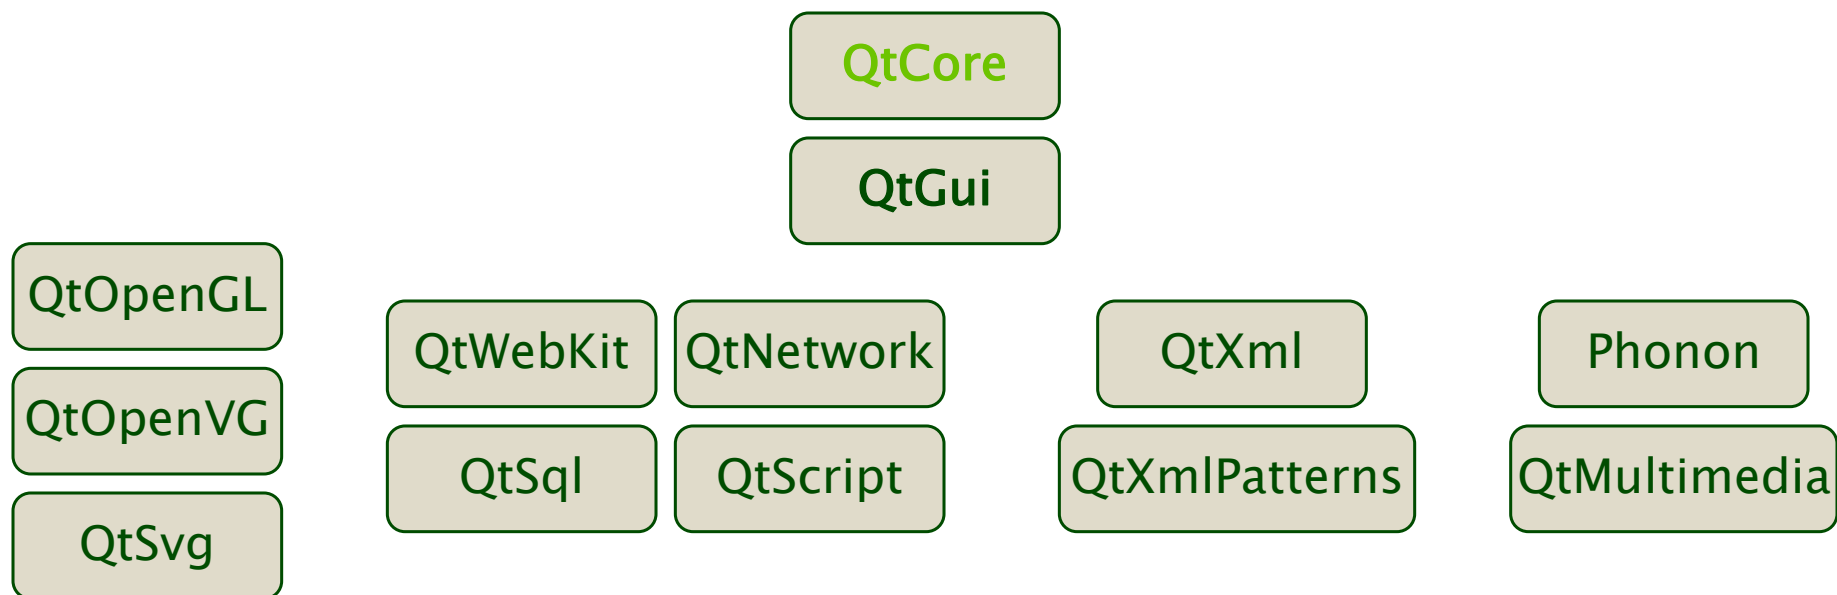 QtCore
QtGui
QtOpenGL
QtOpenVG
QtSvg
QtWebKit
QtNetwork
QtSql
QtScript
QtXml
QtXmlPatterns
Phonon
QtMultimedia